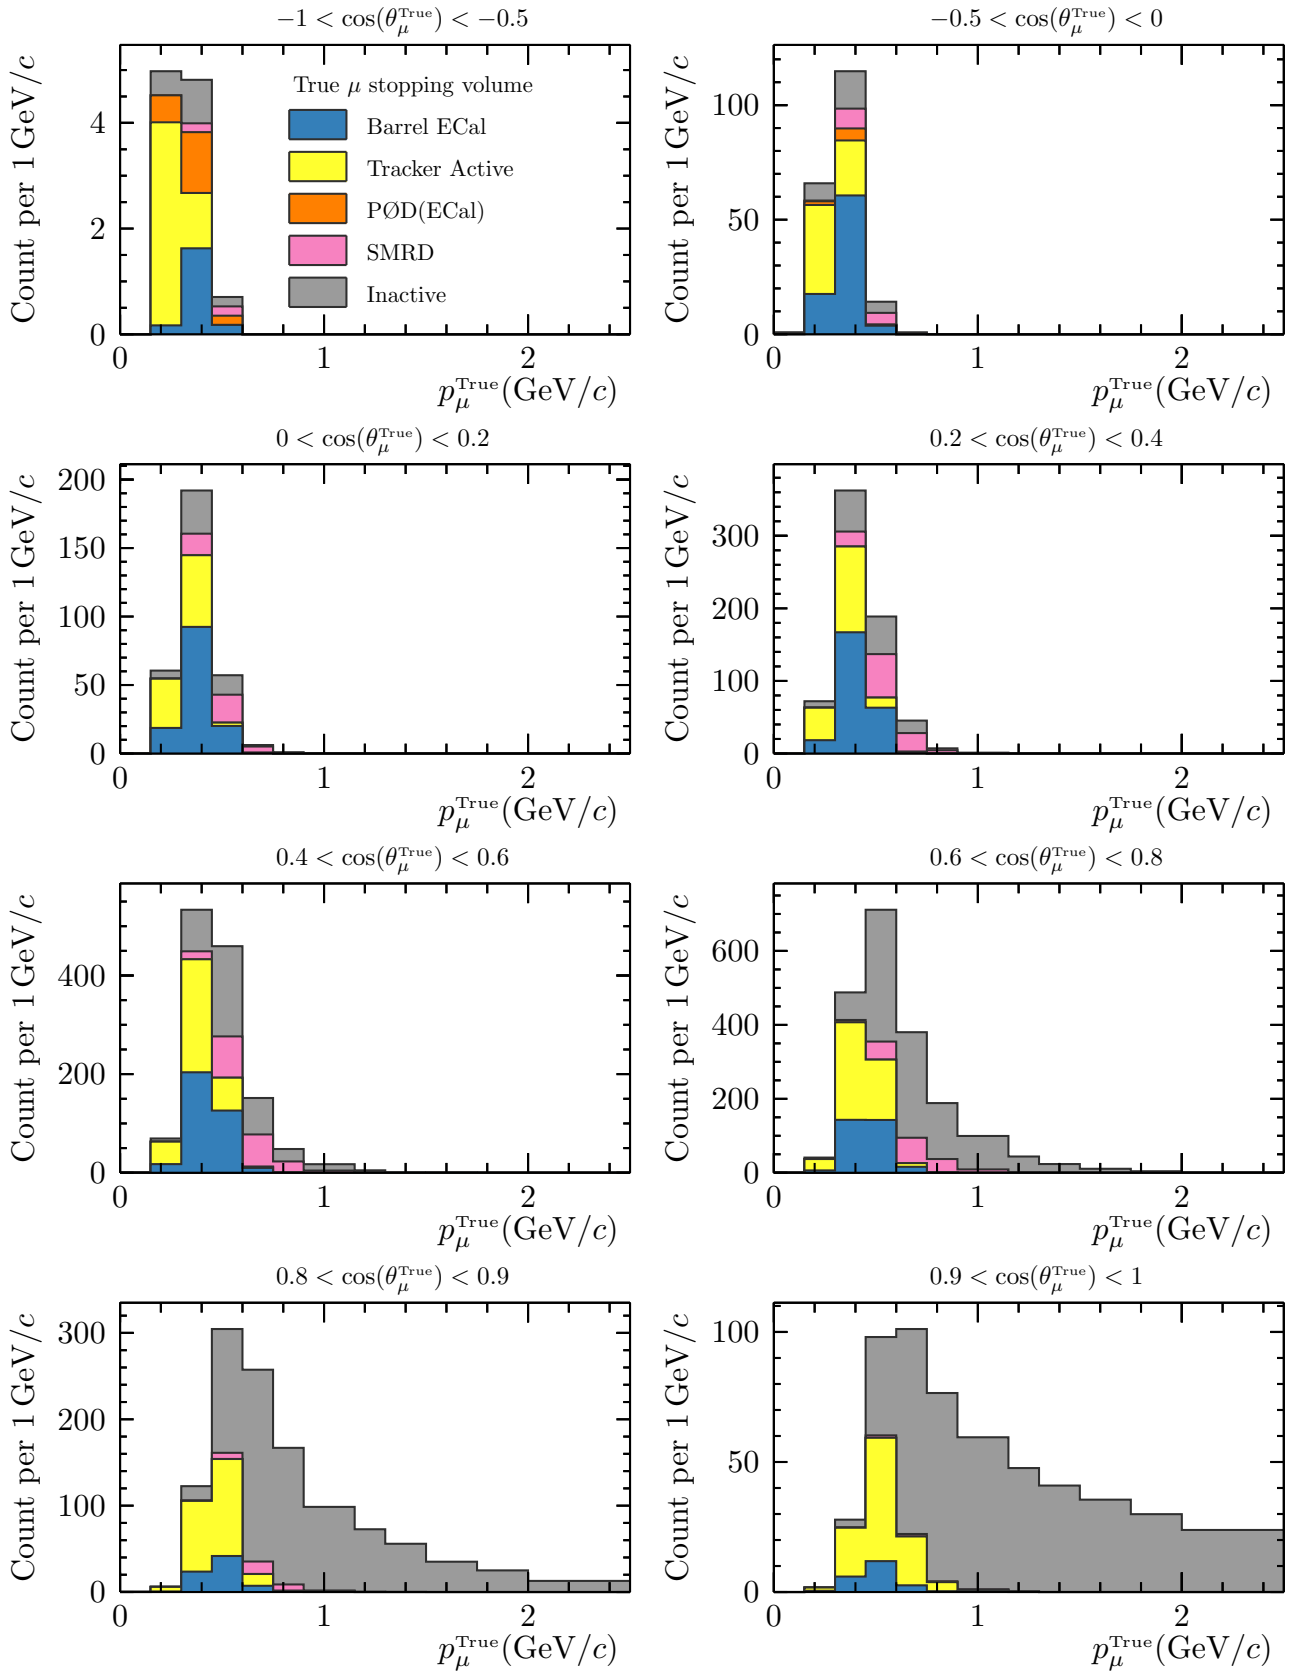 −1 < cos(θ_μ^True) < −0.5
Count per 1 GeV/c
4
2
0
True μ stopping volume
Barrel ECal
Tracker Active
PØD(ECal)
SMRD
Inactive
0 1 2
p_μ^True (GeV/c)
−0.5 < cos(θ_μ^True) < 0
Count per 1 GeV/c
100
50
0
0 1 2
p_μ^True (GeV/c)
0 < cos(θ_μ^True) < 0.2
Count per 1 GeV/c
200
150
100
50
0
0 1 2
p_μ^True (GeV/c)
0.2 < cos(θ_μ^True) < 0.4
Count per 1 GeV/c
300
200
100
0
0 1 2
p_μ^True (GeV/c)
0.4 < cos(θ_μ^True) < 0.6
Count per 1 GeV/c
400
200
0
0 1 2
p_μ^True (GeV/c)
0.6 < cos(θ_μ^True) < 0.8
Count per 1 GeV/c
600
400
200
0
0 1 2
p_μ^True (GeV/c)
0.8 < cos(θ_μ^True) < 0.9
Count per 1 GeV/c
300
200
100
0
0 1 2
p_μ^True (GeV/c)
0.9 < cos(θ_μ^True) < 1
Count per 1 GeV/c
100
50
0
0 1 2
p_μ^True (GeV/c)